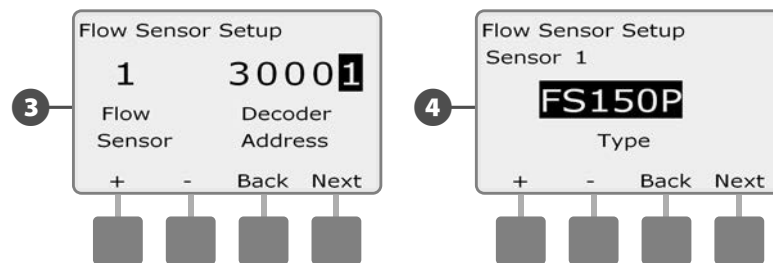 Flow Sensor Setup
1 30001
3
Flow Decoder
Sensor Address
+ - Back Next
Flow Sensor Setup
Sensor 1
4
FS150P
Type
+ - Back Next